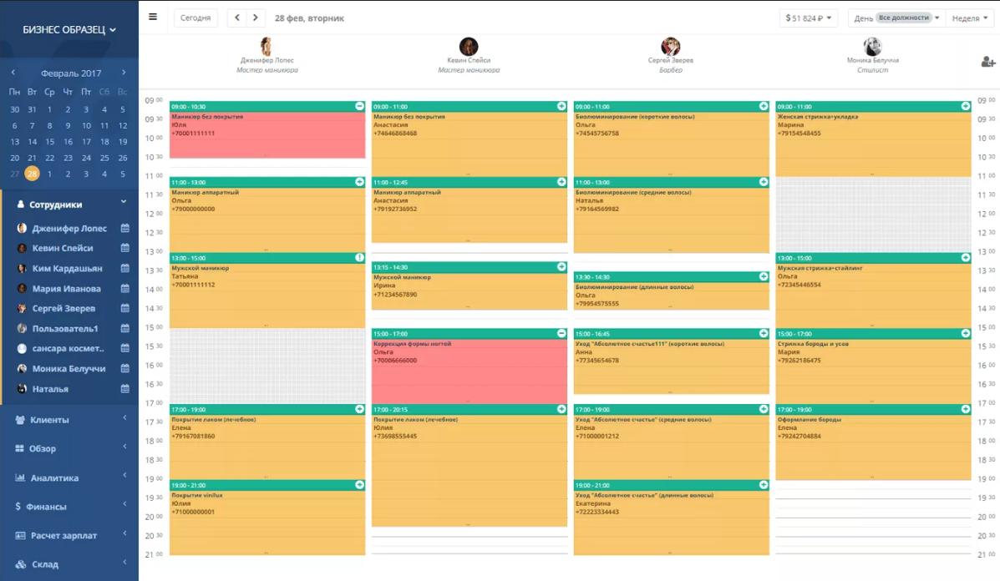 БИЗНЕС ОБРАЗЕЦ
Сегодня
28 фев, вторник
$ 51 824 ₽
День Все должности
Неделя
Февраль 2017
Пн Вт Ср Чт Пт Сб Вс
30 31 1 2 3 4 5
6 7 8 9 10 11 12
13 14 15 16 17 18 19
20 21 22 23 24 25 26
27 28 1 2 3 4 5
Сотрудники
Дженифер Лопес
Кевин Спейси
Ким Кардашьян
Мария Иванова
Сергей Зверев
Пользователь1
сансара космет..
Моника Белуччи
Наталья
Клиенты
Обзор
Аналитика
$ Финансы
Расчет зарплат
Склад
Дженифер Лопес
Мастер маникюра
Кевин Спейси
Мастер маникюра
Сергей Зверев
Барбер
Моника Белуччи
Стилист
09 00
09 30
10 00
10 30
11 00
11 30
12 00
12 30
13 00
13 30
14 00
14 30
15 00
15 30
16 00
16 30
17 00
17 30
18 00
18 30
19 00
19 30
20 00
20 30
21 00
09:00 - 10:30
Маникюр без покрытия
Юля
+70001111111
11:00 - 13:00
Маникюр аппаратный
Ольга
+79000000000
13:00 - 15:00
Мужской маникюр
Татьяна
+70001111112
17:00 - 19:00
Покрытие лаком (лечебное)
Елена
+79167081860
19:00 - 21:00
Покрытие vinilux
Юлия
+71000000001
09:00 - 11:00
Маникюр без покрытия
Анастасия
+74646868468
11:00 - 12:45
Маникюр аппаратный
Анастасия
+79192736952
13:15 - 14:30
Мужской маникюр
Ирина
+71234567890
15:00 - 17:00
Коррекция формы ногтей
Ольга
+70006666000
17:00 - 20:15
Покрытие лаком (лечебное)
Юлия
+73698555445
09:00 - 11:00
Биолюминирование (короткие волосы)
Ольга
+74545756758
11:00 - 13:00
Биолюминирование (средние волосы)
Наталья
+79164569982
13:30 - 14:30
Биолюминирование (длинные волосы)
Ольга
+79954575555
15:00 - 16:45
Уход "Абсолютное счастье111" (короткие волосы)
Анна
+77345654678
17:00 - 19:00
Уход "Абсолютное счастье" (средние волосы)
Елена
+71000001212
19:00 - 21:00
Уход "Абсолютное счастье" (длинные волосы)
Екатерина
+72223334443
09:00 - 11:00
Женская стрижка+укладка
Марина
+79154548455
13:00 - 15:00
Мужская стрижка+стайлинг
Ольга
+72345446554
15:00 - 17:00
Стрижка бороды и усов
Мария
+79262186475
17:00 - 19:00
Оформление бороды
Елена
+79242704884
09 00
09 30
10 00
10 30
11 00
11 30
12 00
12 30
13 00
13 30
14 00
14 30
15 00
15 30
16 00
16 30
17 00
17 30
18 00
18 30
19 00
19 30
20 00
20 30
21 00